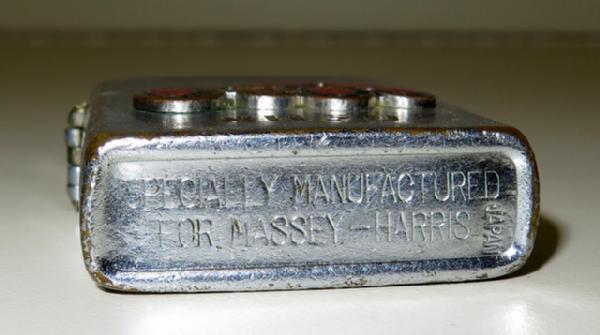 SPECIALLY MANUFACTURED
FOR MASSEY-HARRIS
JAPAN